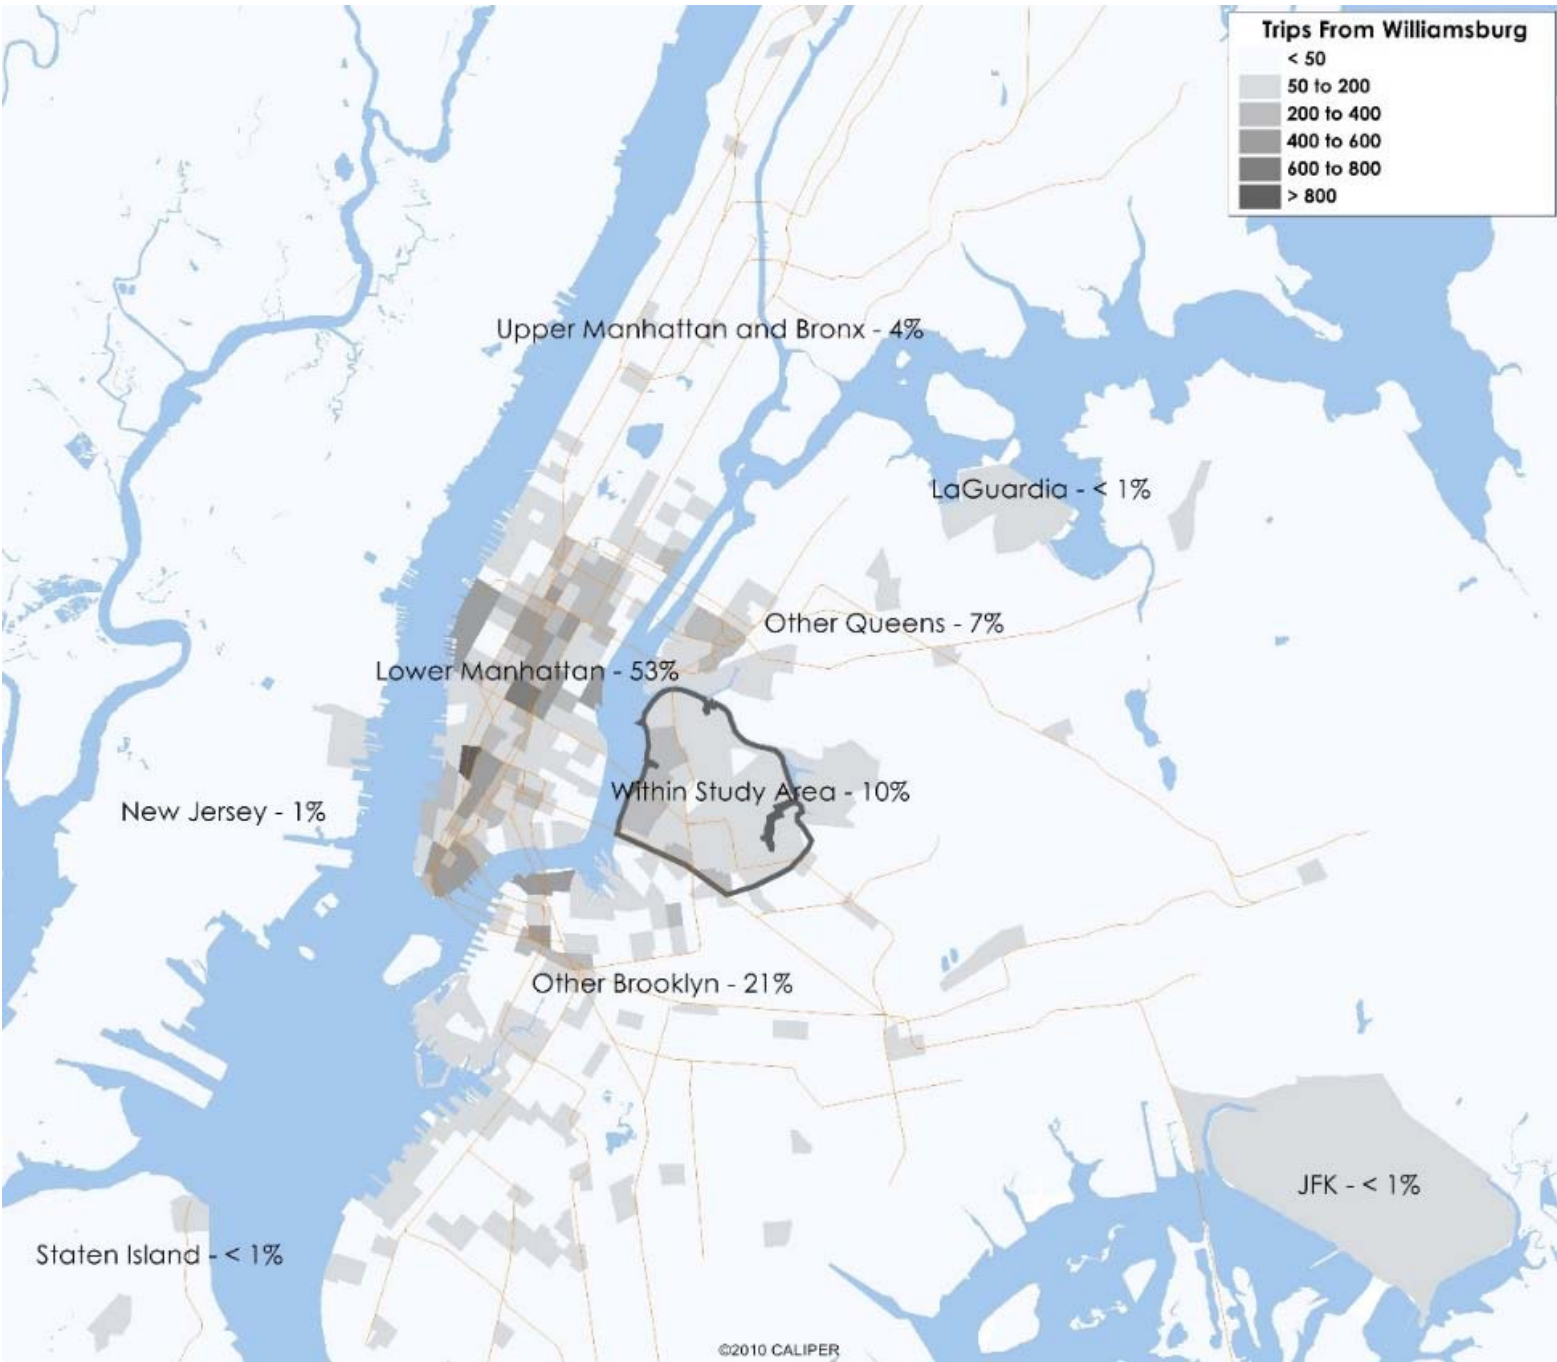 Trips From Williamsburg
< 50
50 to 200
200 to 400
400 to 600
600 to 800
> 800
Upper Manhattan and Bronx - 4%
LaGuardia - < 1%
Other Queens - 7%
Lower Manhattan - 53%
Within Study Area - 10%
New Jersey - 1%
Other Brooklyn - 21%
JFK - < 1%
Staten Island - < 1%
©2010 CALIPER